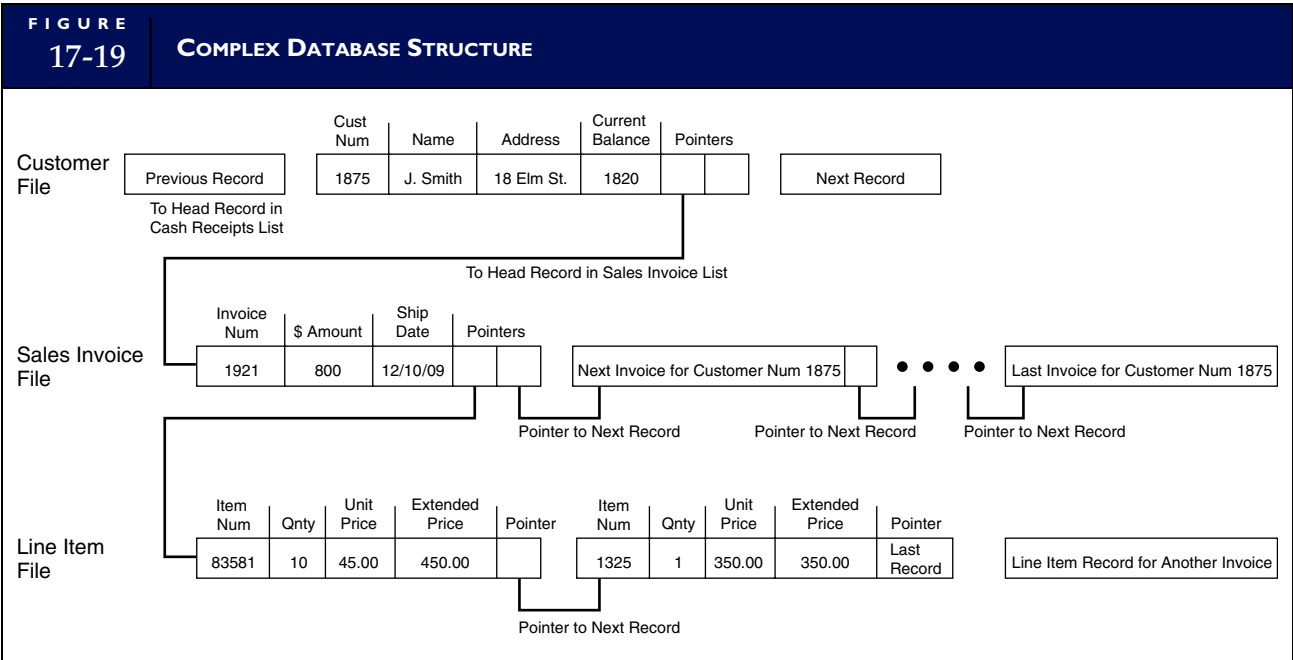 FIGURE
17-19
COMPLEX DATABASE STRUCTURE
Customer
File
Previous Record
To Head Record in
Cash Receipts List
Cust
Num
Name
Address
Current
Balance
Pointers
1875
J. Smith
18 Elm St.
1820
Next Record
To Head Record in Sales Invoice List
Sales Invoice
File
Invoice
Num
$ Amount
Ship
Date
Pointers
1921
800
12/10/09
Next Invoice for Customer Num 1875
Last Invoice for Customer Num 1875
Pointer to Next Record
Pointer to Next Record
Pointer to Next Record
Line Item
File
Item
Num
Qnty
Unit
Price
Extended
Price
Pointer
83581
10
45.00
450.00
Item
Num
Qnty
Unit
Price
Extended
Price
Pointer
1325
1
350.00
350.00
Last
Record
Line Item Record for Another Invoice
Pointer to Next Record